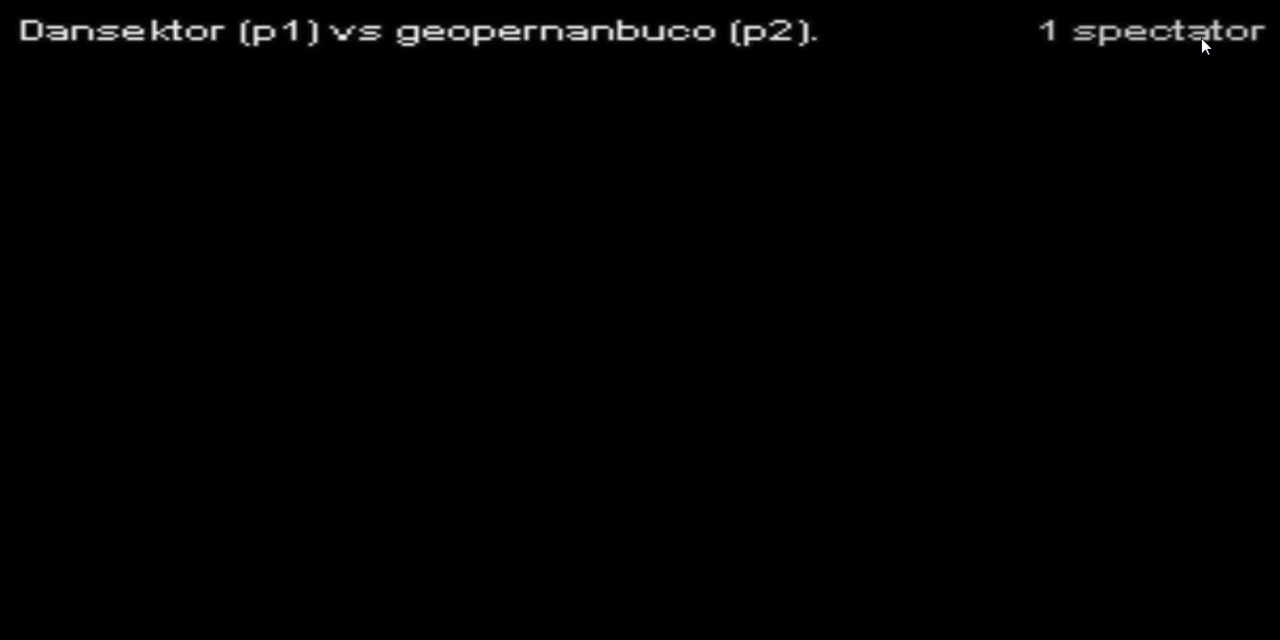 Dansektor (p1) vs geopernanbuco (p2). 1 spectator